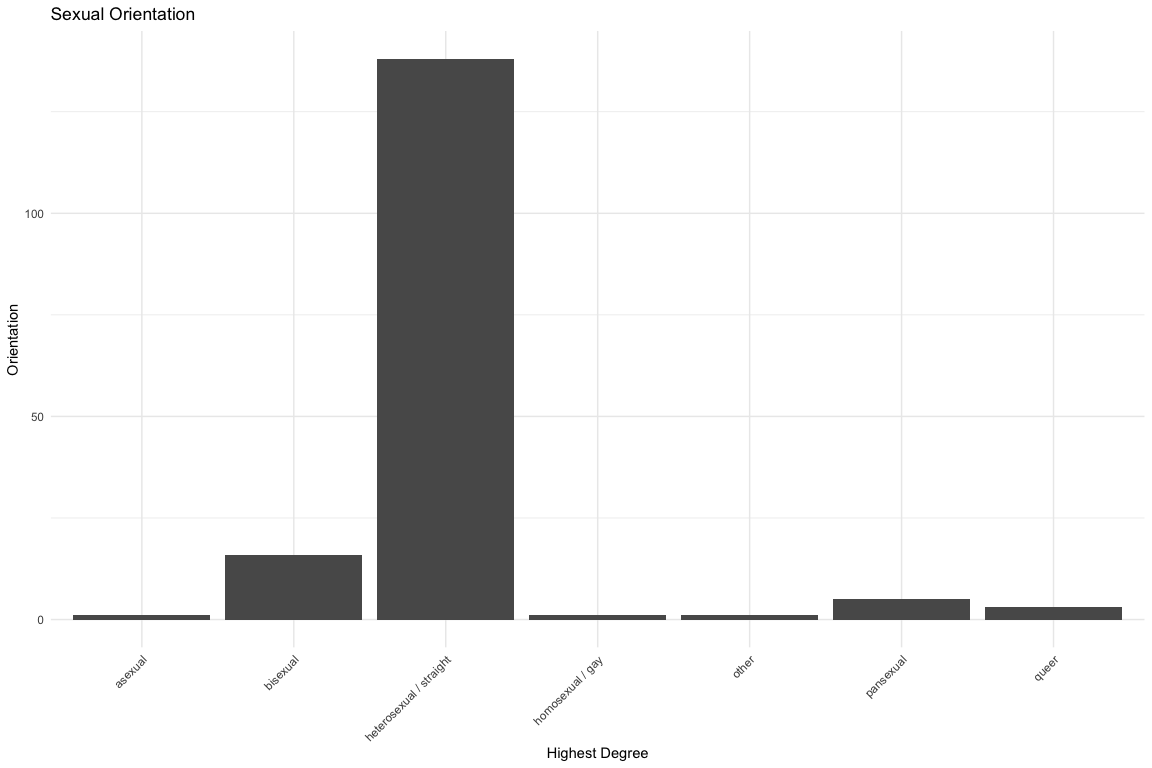 Sexual Orientation
Orientation
100
50
0
asexual
bisexual
heterosexual / straight
homosexual / gay
other
pansexual
queer
Highest Degree